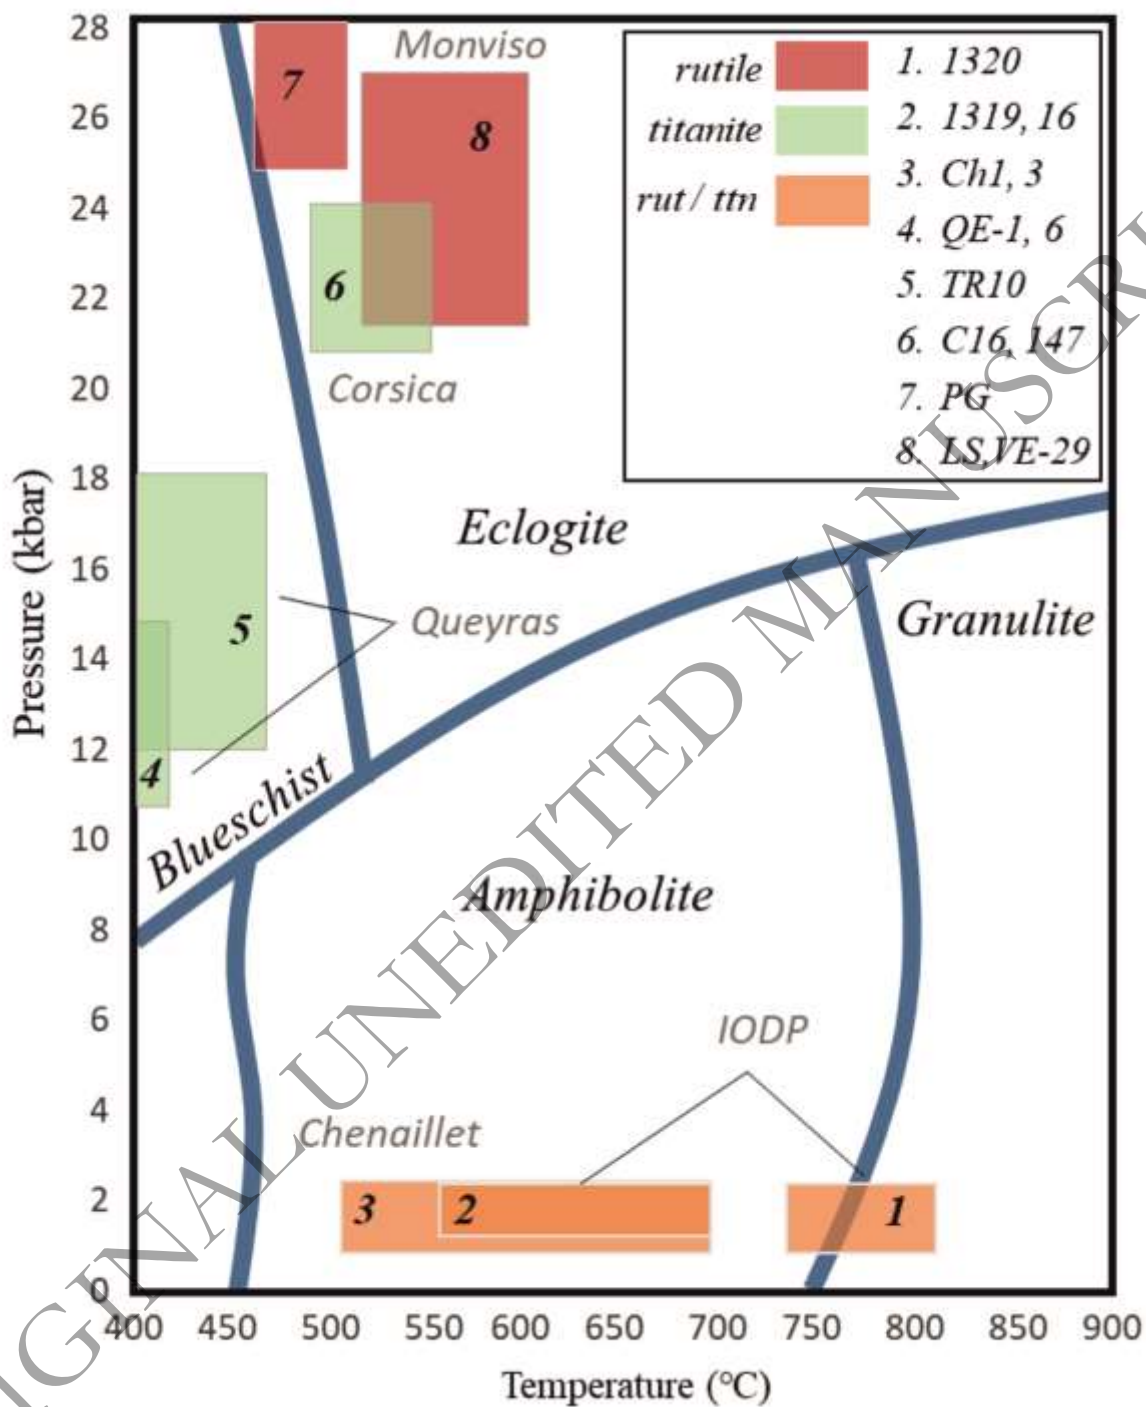 28
26
24
22
20
18
16
14
12
10
8
6
4
2
0
Pressure (kbar)
400 450 500 550 600 650 700 750 800 850 900
Temperature (°C)
Monviso
7
8
6
Corsica
5
4
Queyras
Eclogite
Granulite
Blueschist
Amphibolite
IODP
Chenaillet
3
2
1
rutile
titanite
rut / ttn
1. 1320
2. 1319, 16
3. Ch1, 3
4. QE-1, 6
5. TR10
6. C16, 147
7. PG
8. LS,VE-29
UNEDITED